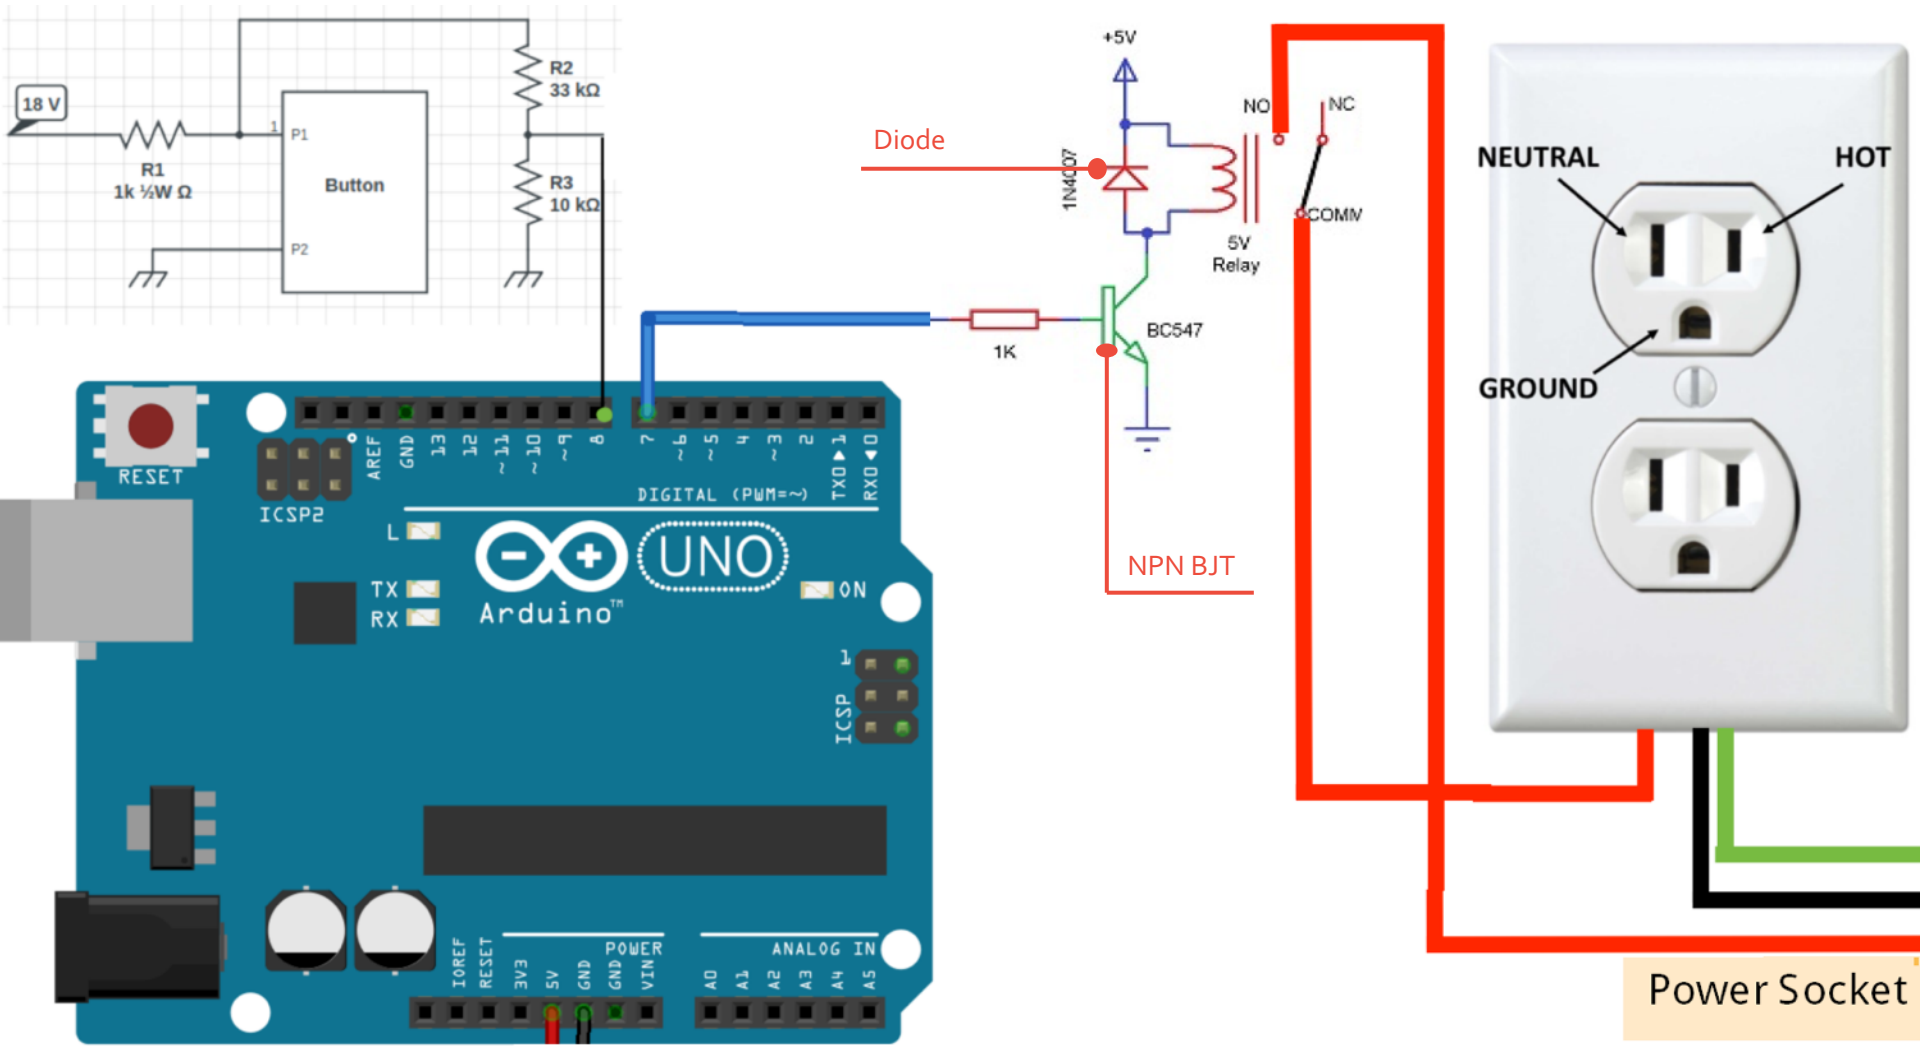 18 V
R1
1k ½W Ω
1
P1
P2
Button
R2
33 kΩ
R3
10 kΩ
Diode
+5V
1N4007
NO
NC
COMM
5V
Relay
1K
BC547
NPN BJT
NEUTRAL
HOT
GROUND
RESET
ICSP2
AREF
GND
13
12
~11
~10
~9
8
7
~6
~5
4
~3
2
TXD▶1
RXD◀0
DIGITAL (PWM=~)
L
TX
RX
Arduino™
UNO
ON
1
ICSP
IOREF
RESET
3V3
5V
GND
GND
VIN
POWER
ANALOG IN
A0
A1
A2
A3
A4
A5
Power Socket